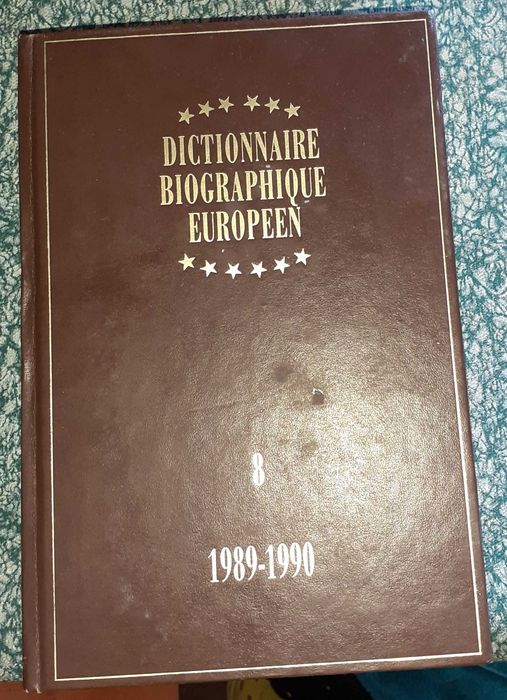 DICTIONNAIRE
BIOGRAPHIQUE
EUROPEEN
8
1989-1990